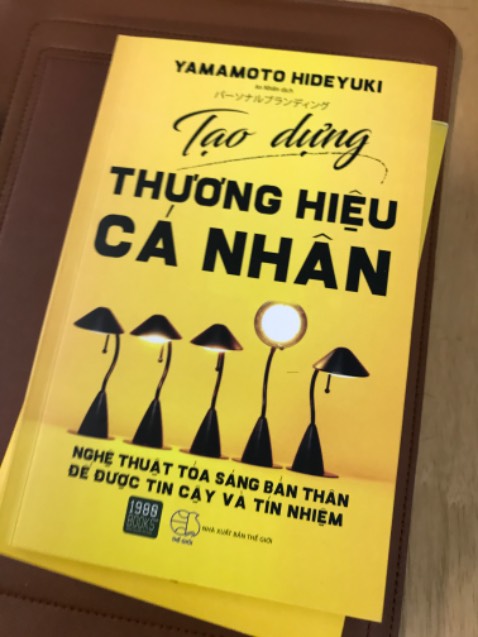 YAMAMOTO HIDEYUKI
パーソナルブランディング
Tạo dựng
THƯƠNG HIỆU
CÁ NHÂN
NGHỆ THUẬT TỎA SÁNG BẢN THÂN
ĐỂ ĐƯỢC TIN CẬY VÀ TÍN NHIỆM
1980
BOOKS
THẾ GIỚI
NHÀ XUẤT BẢN THẾ GIỚI